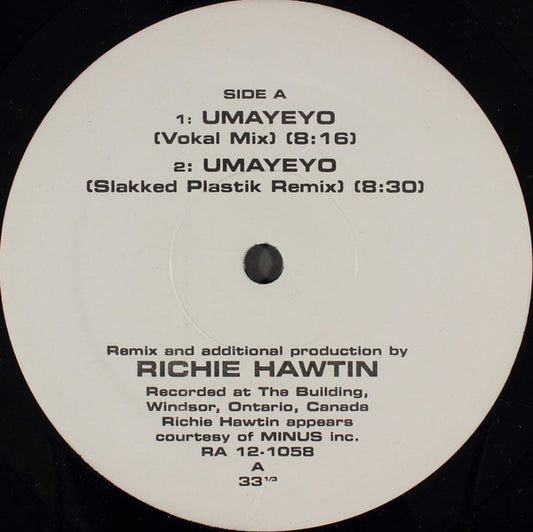 SIDE A
1: UMAYEYO
(Vokal Mix) (8:16)
2: UMAYEYO
(Slakked Plastik Remix) (8:30)
Remix and additional production by
RICHIE HAWTIN
Recorded at The Building,
Windsor, Ontario, Canada
Richie Hawtin appears
courtesy of MINUS inc.
RA 12-1058
A
33 1/3